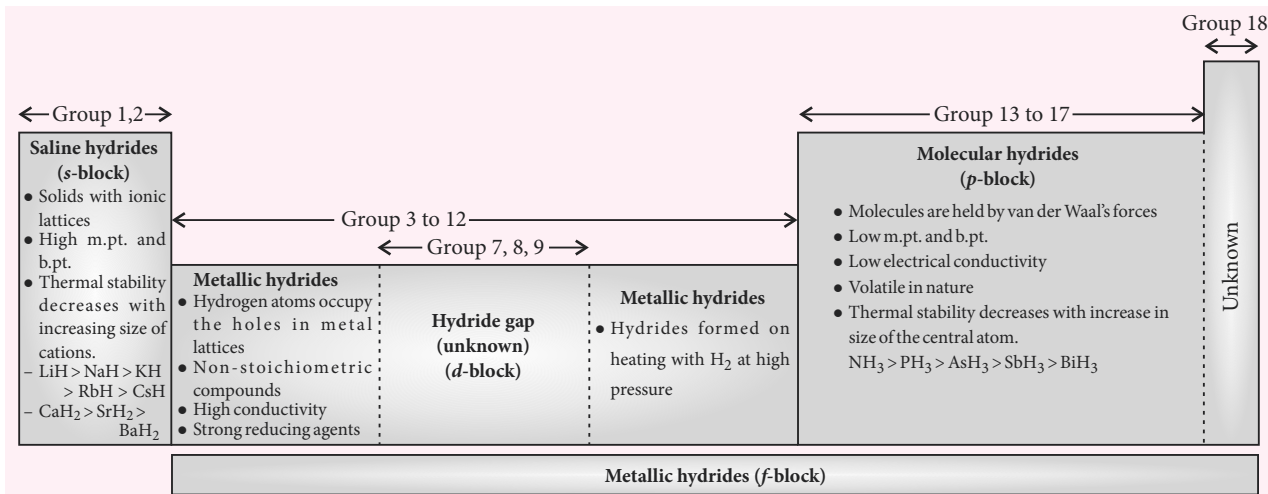 Group 18
Group 1,2
Group 13 to 17
Saline hydrides
(s-block)
● Solids with ionic
lattices
● High m.pt. and
b.pt.
● Thermal stability
decreases with
increasing size of
cations.
– LiH > NaH > KH
> RbH > CsH
– CaH₂ > SrH₂ >
BaH₂
Group 3 to 12
Group 7, 8, 9
Metallic hydrides
● Hydrogen atoms occupy
the holes in metal
lattices
● Non-stoichiometric
compounds
● High conductivity
● Strong reducing agents
Hydride gap
(unknown)
(d-block)
Metallic hydrides
● Hydrides formed on
heating with H₂ at high
pressure
Molecular hydrides
(p-block)
● Molecules are held by van der Waal's forces
● Low m.pt. and b.pt.
● Low electrical conductivity
● Volatile in nature
● Thermal stability decreases with increase in
size of the central atom.
NH₃ > PH₃ > AsH₃ > SbH₃ > BiH₃
Unknown
Metallic hydrides (f-block)